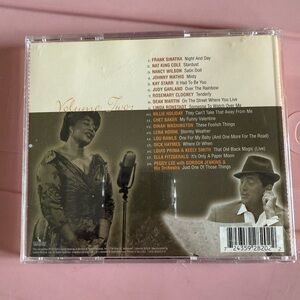 Volume Two:
FRANK SINATRA Night And Day
NAT KING COLE Stardust
NANCY WILSON Satin Doll
JOHNNY MATHIS Misty
KAY STARR It Had To Be You
JUDY GARLAND Over The Rainbow
ROSEMARY CLOONEY Tenderly
DEAN MARTIN On The Street Where You Live
LINDA RONSTADT Someone To Watch Over Me
BILLIE HOLIDAY They Can't Take That Away From Me
CHET BAKER My Funny Valentine
DINAH WASHINGTON These Foolish Things
LENA HORNE Stormy Weather
LOU RAWLS One For My Baby (And One More For The Road)
DICK HAYMES Where Or When
LOUIS PRIMA & KEELY SMITH That Old Black Magic (Live)
ELLA FITZGERALD It's Only A Paper Moon
PEGGY LEE with GORDON JENKINS &
His Orchestra Just One Of Those Things
7 24359 28202 2